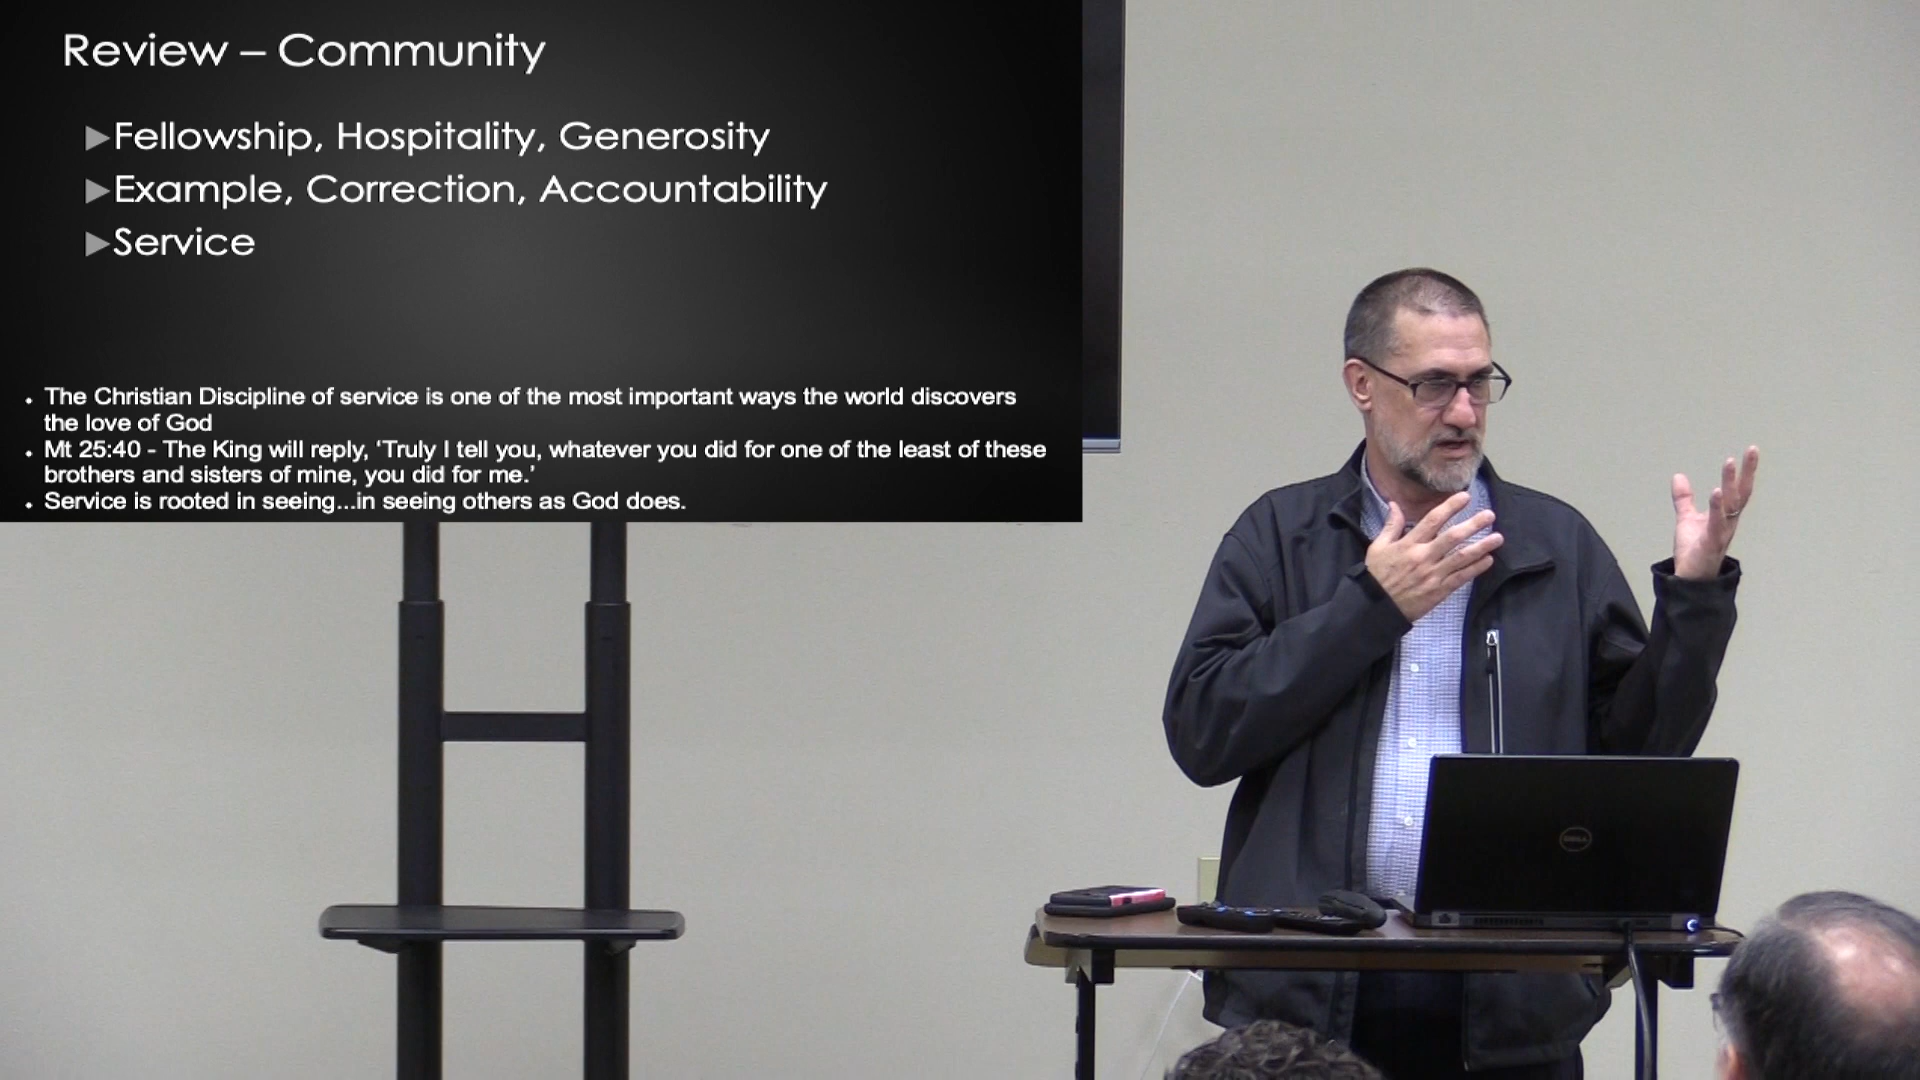 Review – Community
Fellowship, Hospitality, Generosity
Example, Correction, Accountability
Service
The Christian Discipline of service is one of the most important ways the world discovers
the love of God
Mt 25:40 - The King will reply, ‘Truly I tell you, whatever you did for one of the least of these
brothers and sisters of mine, you did for me.’
Service is rooted in seeing...in seeing others as God does.
DELL